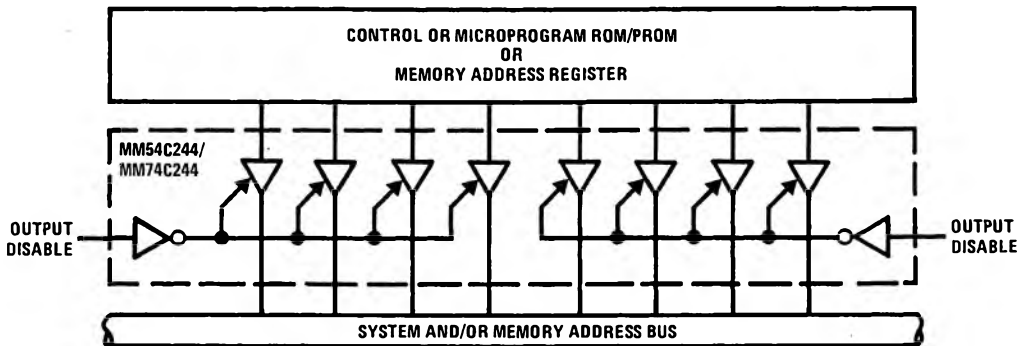 CONTROL OR MICROPROGRAM ROM/PROM
OR
MEMORY ADDRESS REGISTER
MM54C244/
MM74C244
OUTPUT
DISABLE
OUTPUT
DISABLE
SYSTEM AND/OR MEMORY ADDRESS BUS